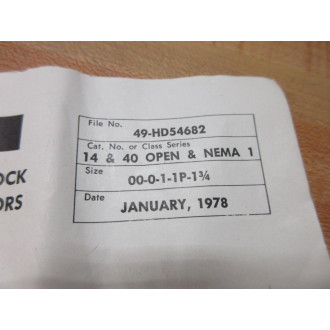 File No.
49-HD54682
Cat. No. or Class Series
14 & 40 OPEN & NEMA 1
Size
00-0-1-1P-1¾
Date
JANUARY, 1978
OCK
ORS